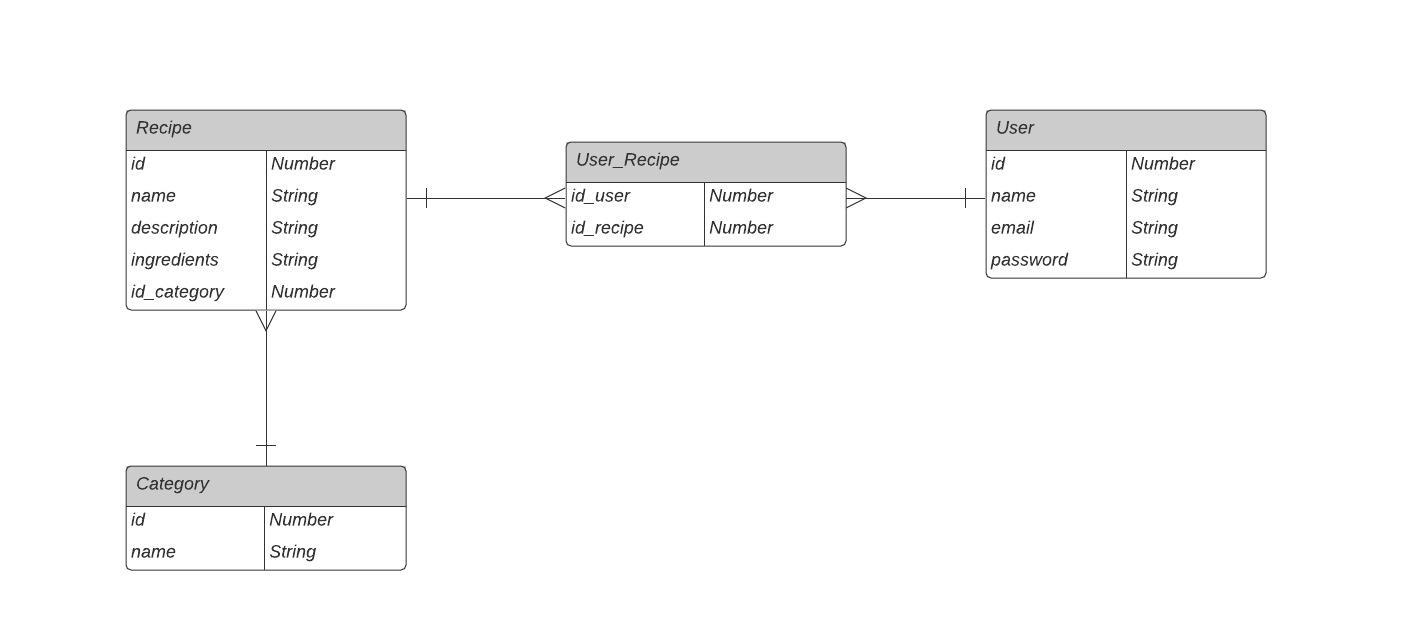 Recipe
id Number
name String
description String
ingredients String
id_category Number
User_Recipe
id_user Number
id_recipe Number
User
id Number
name String
email String
password String
Category
id Number
name String